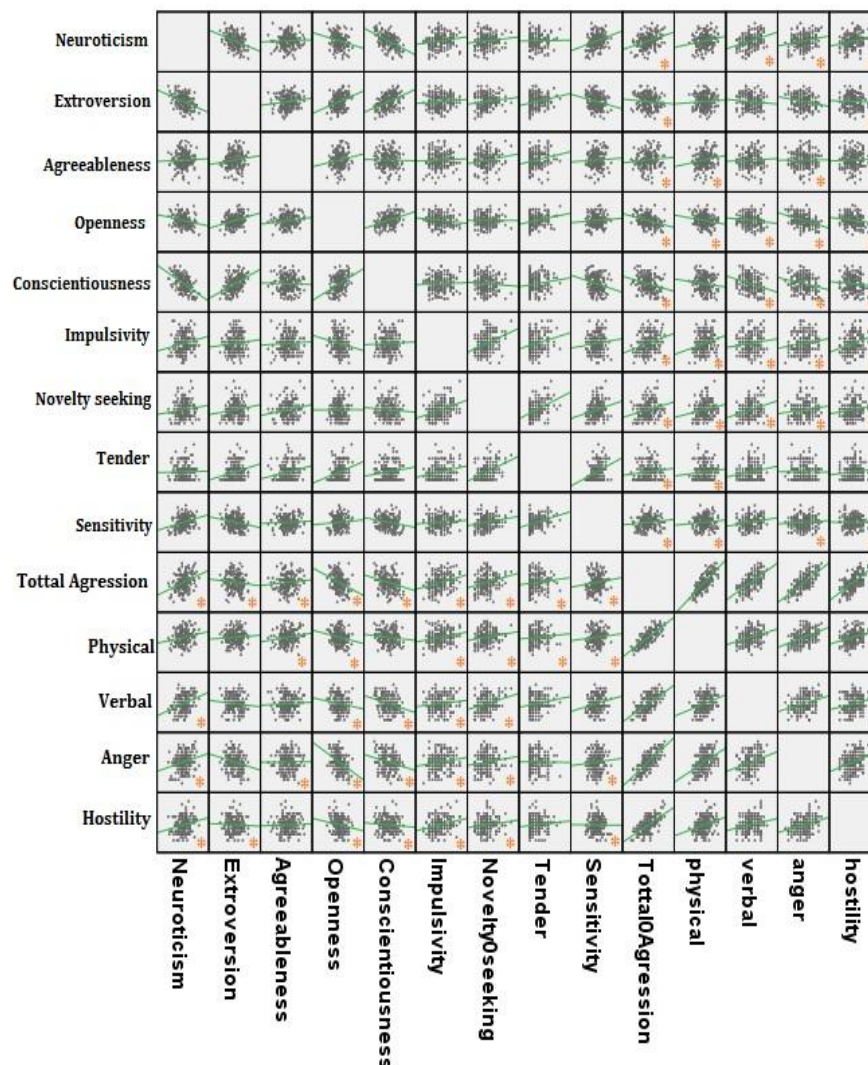 Neuroticism
Extroversion
Agreeableness
Openness
Conscientiousness
Impulsivity
Novelty seeking
Tender
Sensitivity
Tottal Agression
Physical
Verbal
Anger
Hostility
Neuroticism
Extroversion
Agreeableness
Openness
Conscientiousness
Impulsivity
Novelty0seeking
Tender
Sensitivity
Tottal0Agression
physical
verbal
anger
hostility